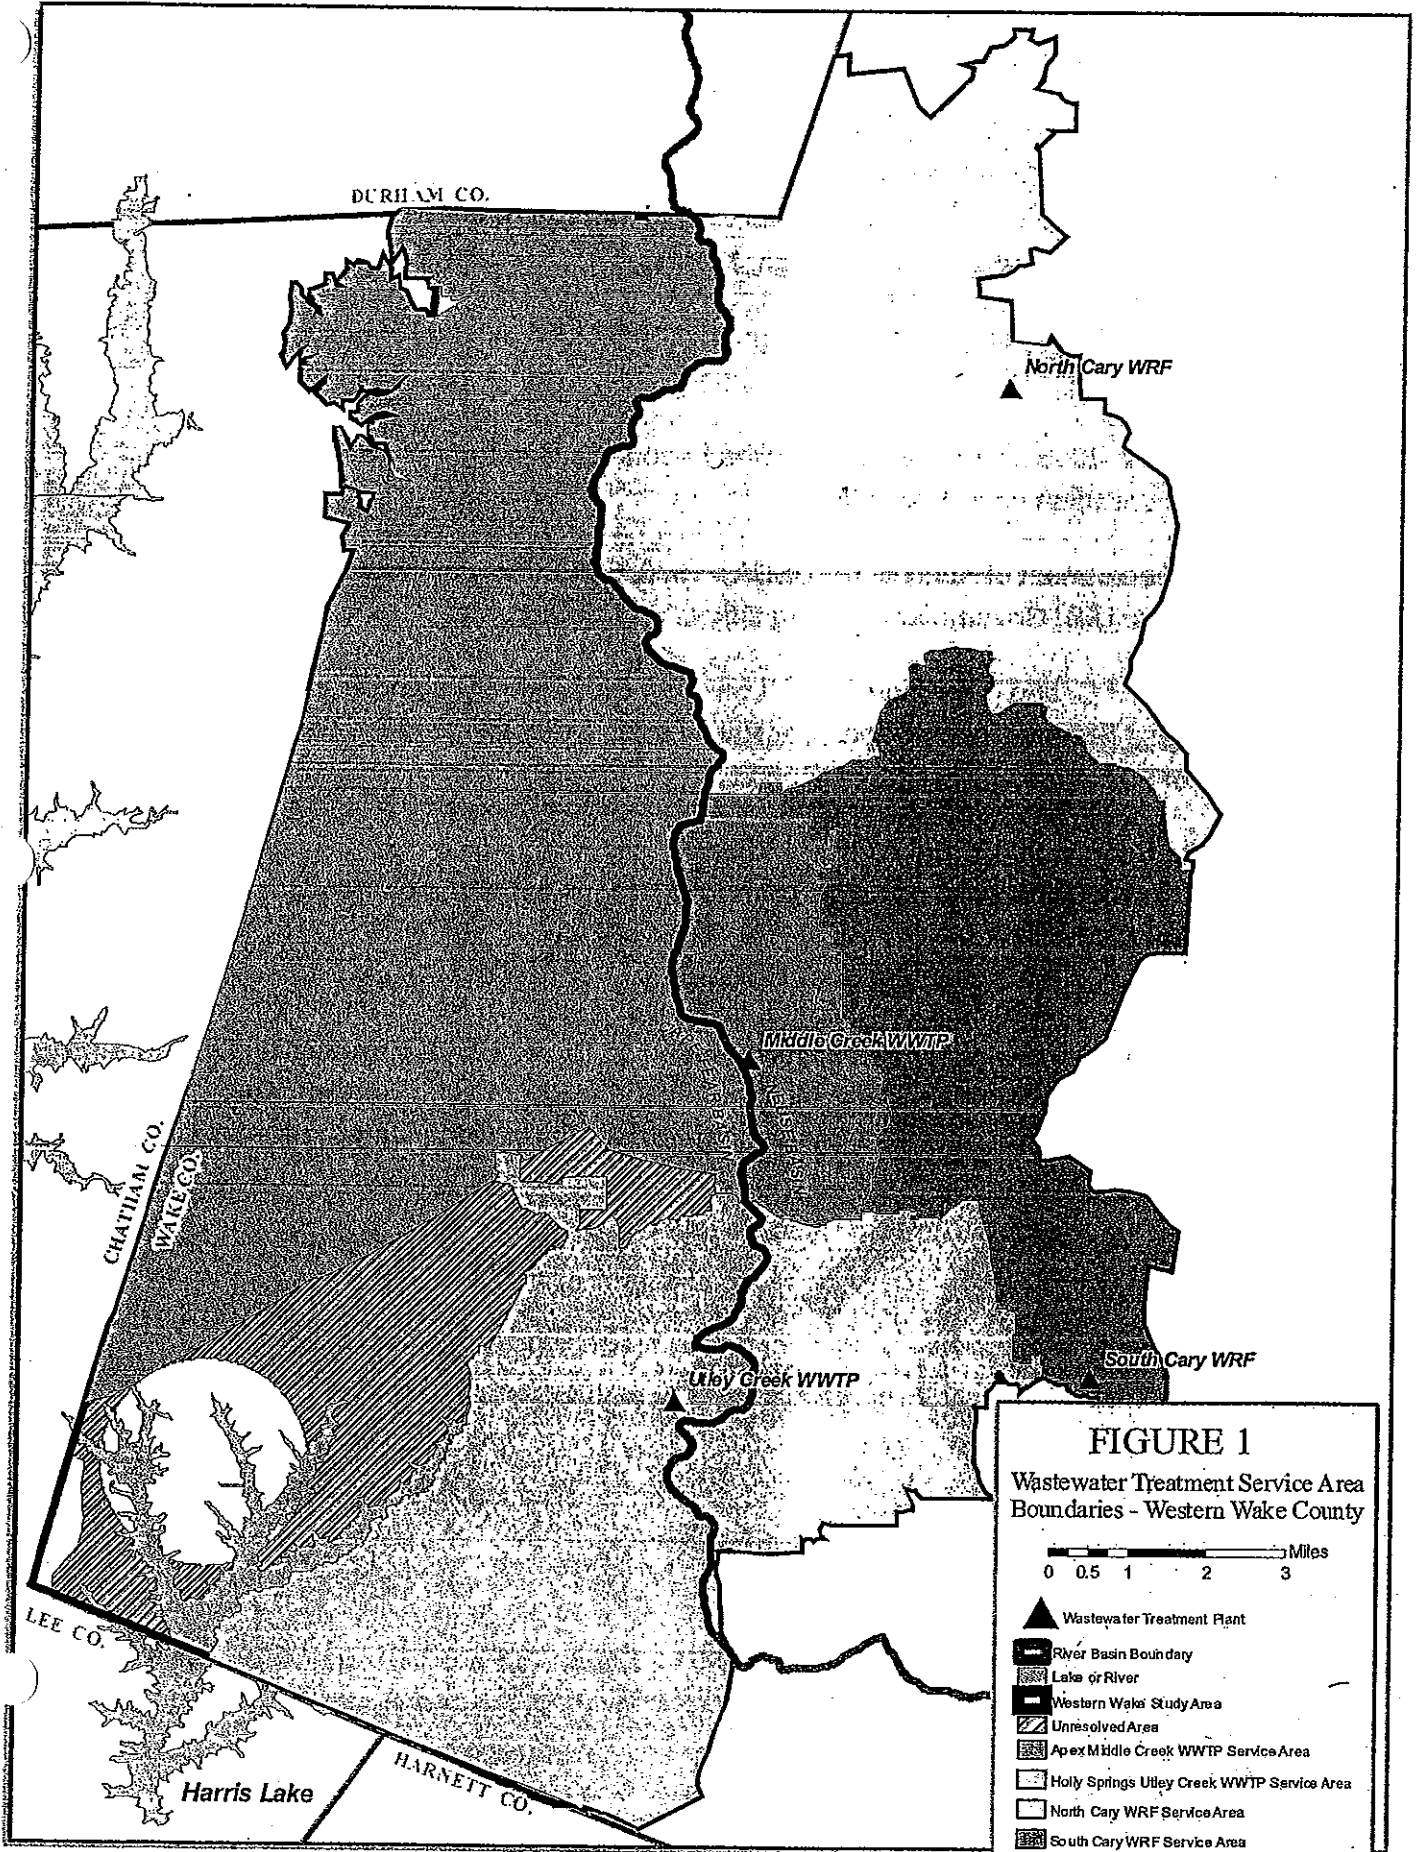 DURHAM CO.
North Cary WRF
Middle Creek WWTP
CHATHAM CO.
WAKE CO.
South Cary WRF
Utley Creek WWTP
FIGURE 1
Wastewater Treatment Service Area
Boundaries - Western Wake County
Miles
0 0.5 1 2 3
Wastewater Treatment Plant
River Basin Boundary
Lake or River
Western Wake Study Area
Unresolved Area
Apex Middle Creek WWTP Service Area
Holly Springs Utley Creek WWTP Service Area
North Cary WRF Service Area
South Cary WRF Service Area
LEE CO.
HARNETT CO.
Harris Lake